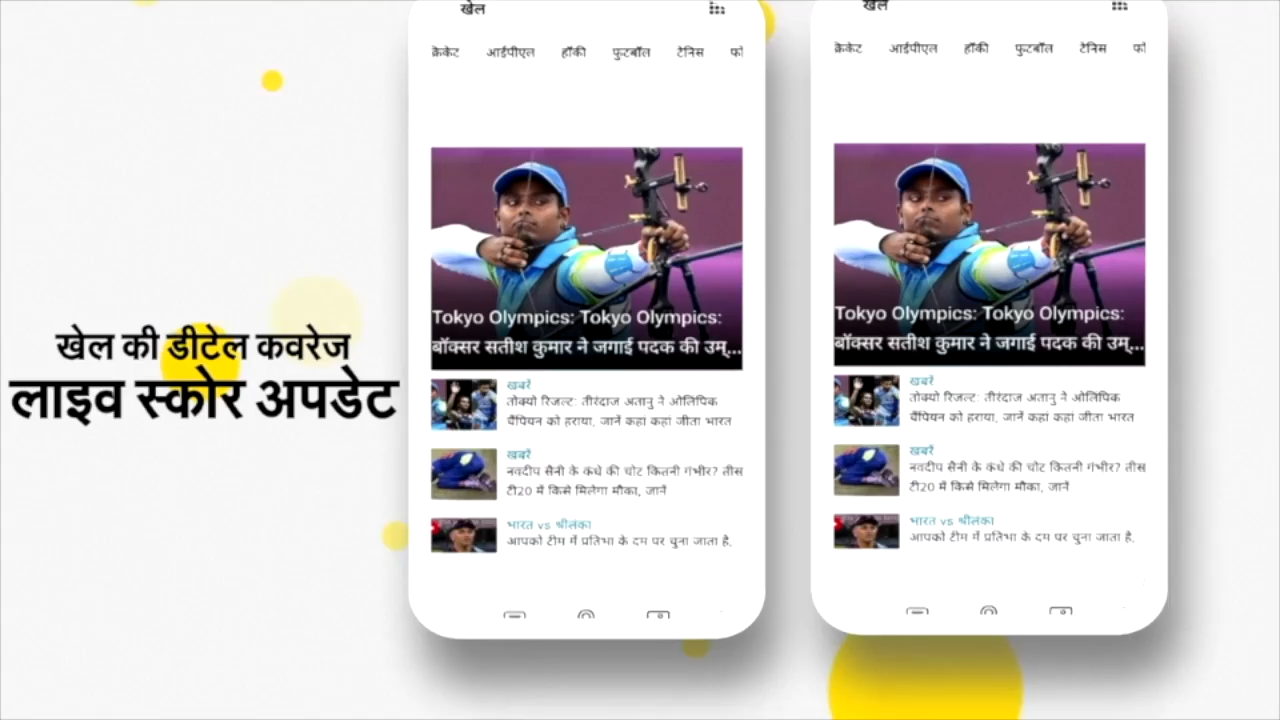 खेल की डीटेल कवरेज
लाइव स्कोर अपडेट
खेल
क्रिकेट आईपीएल हॉकी फुटबॉल टेनिस फॉ
Tokyo Olympics: Tokyo Olympics:
बॉक्सर सतीश कुमार ने जगाई पदक की उम्...
खबरें
तोक्यो रिजल्ट: तीरंदाज अतानु ने ओलिंपिक
चैंपियन को हराया, जानें कहां कहां जीता भारत
खबरें
नवदीप सैनी के कंधे की चोट कितनी गंभीर? तीस
टी20 में किसे मिलेगा मौका, जानें
भारत vs श्रीलंका
आपको टीम में प्रतिभा के दम पर चुना जाता है,
खेल
क्रिकेट आईपीएल हॉकी फुटबॉल टेनिस फॉ
Tokyo Olympics: Tokyo Olympics:
बॉक्सर सतीश कुमार ने जगाई पदक की उम्...
खबरें
तोक्यो रिजल्ट: तीरंदाज अतानु ने ओलिंपिक
चैंपियन को हराया, जानें कहां कहां जीता भारत
खबरें
नवदीप सैनी के कंधे की चोट कितनी गंभीर? तीस
टी20 में किसे मिलेगा मौका, जानें
भारत vs श्रीलंका
आपको टीम में प्रतिभा के दम पर चुना जाता है,